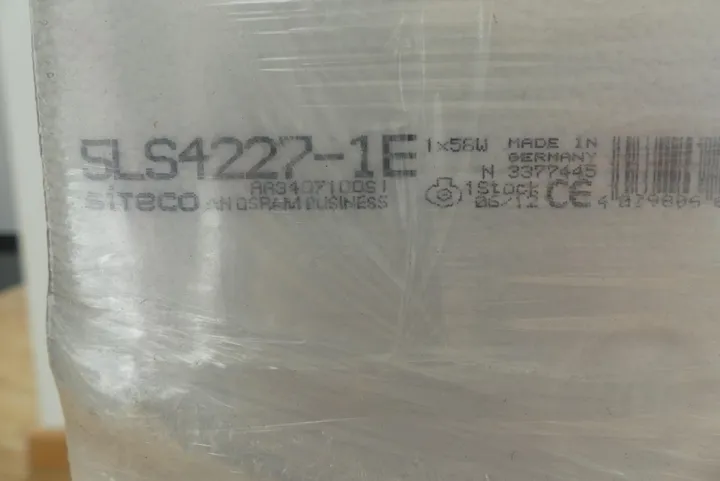 5LS4227-1E
siteco AN OSRAM BUSINESS
1x58W
MADE IN
GERMANY
N 3377445
1Stock
06/12 CE